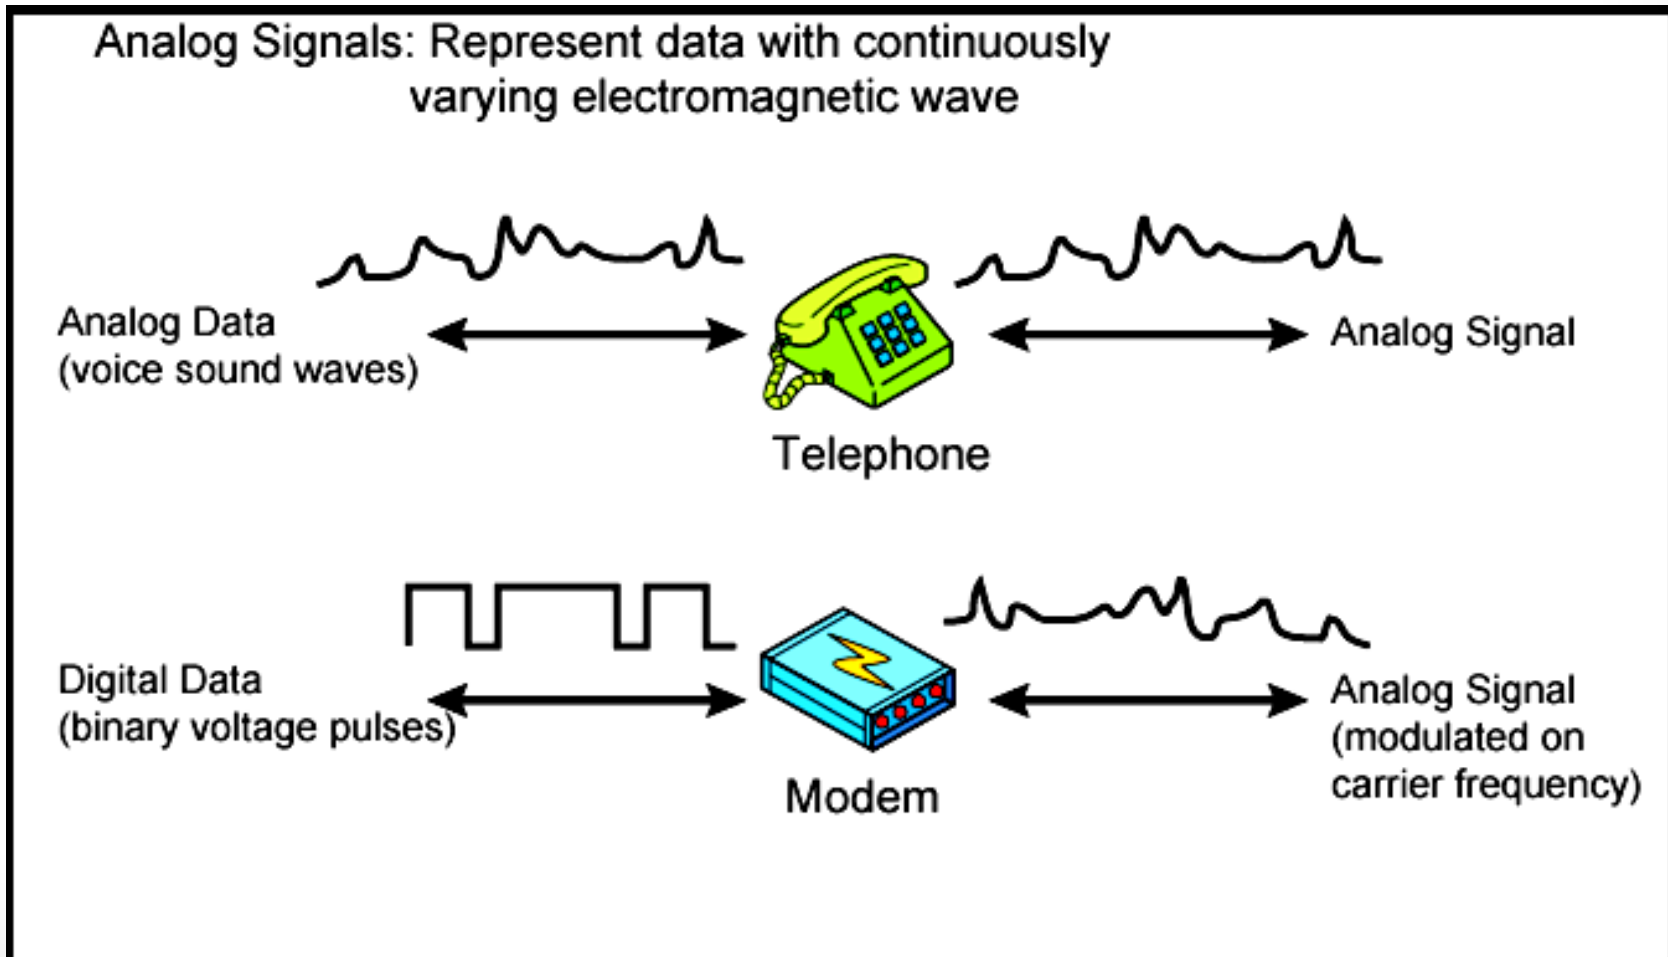 Analog Signals: Represent data with continuously
varying electromagnetic wave
Analog Data
(voice sound waves)
Analog Signal
Telephone
Digital Data
(binary voltage pulses)
Analog Signal
(modulated on
carrier frequency)
Modem